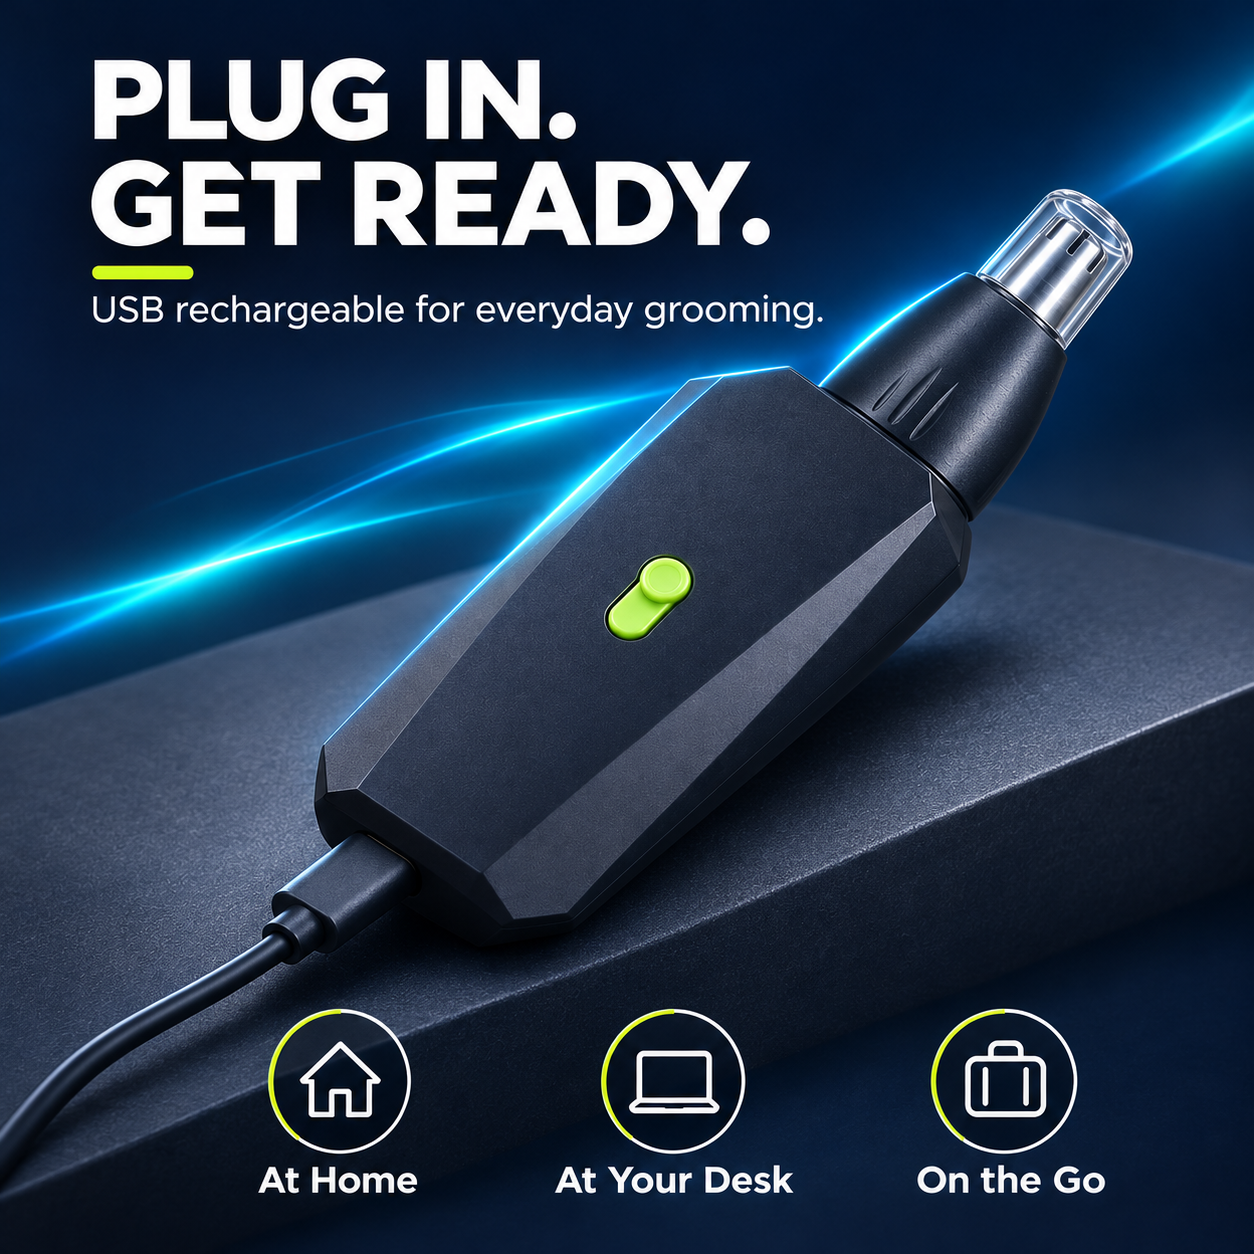 PLUG IN.
GET READY.
USB rechargeable for everyday grooming.
At Home
At Your Desk
On the Go